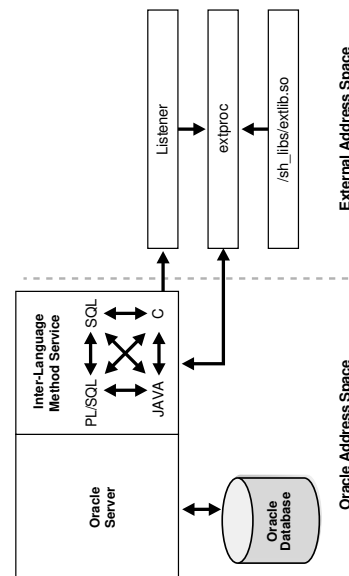 Oracle
Server
Inter-Language
Method Service
PL/SQL
SQL
JAVA
C
Listener
extproc
/sh_libs/extlib.so
Oracle
Database
Oracle Address Space
External Address Space